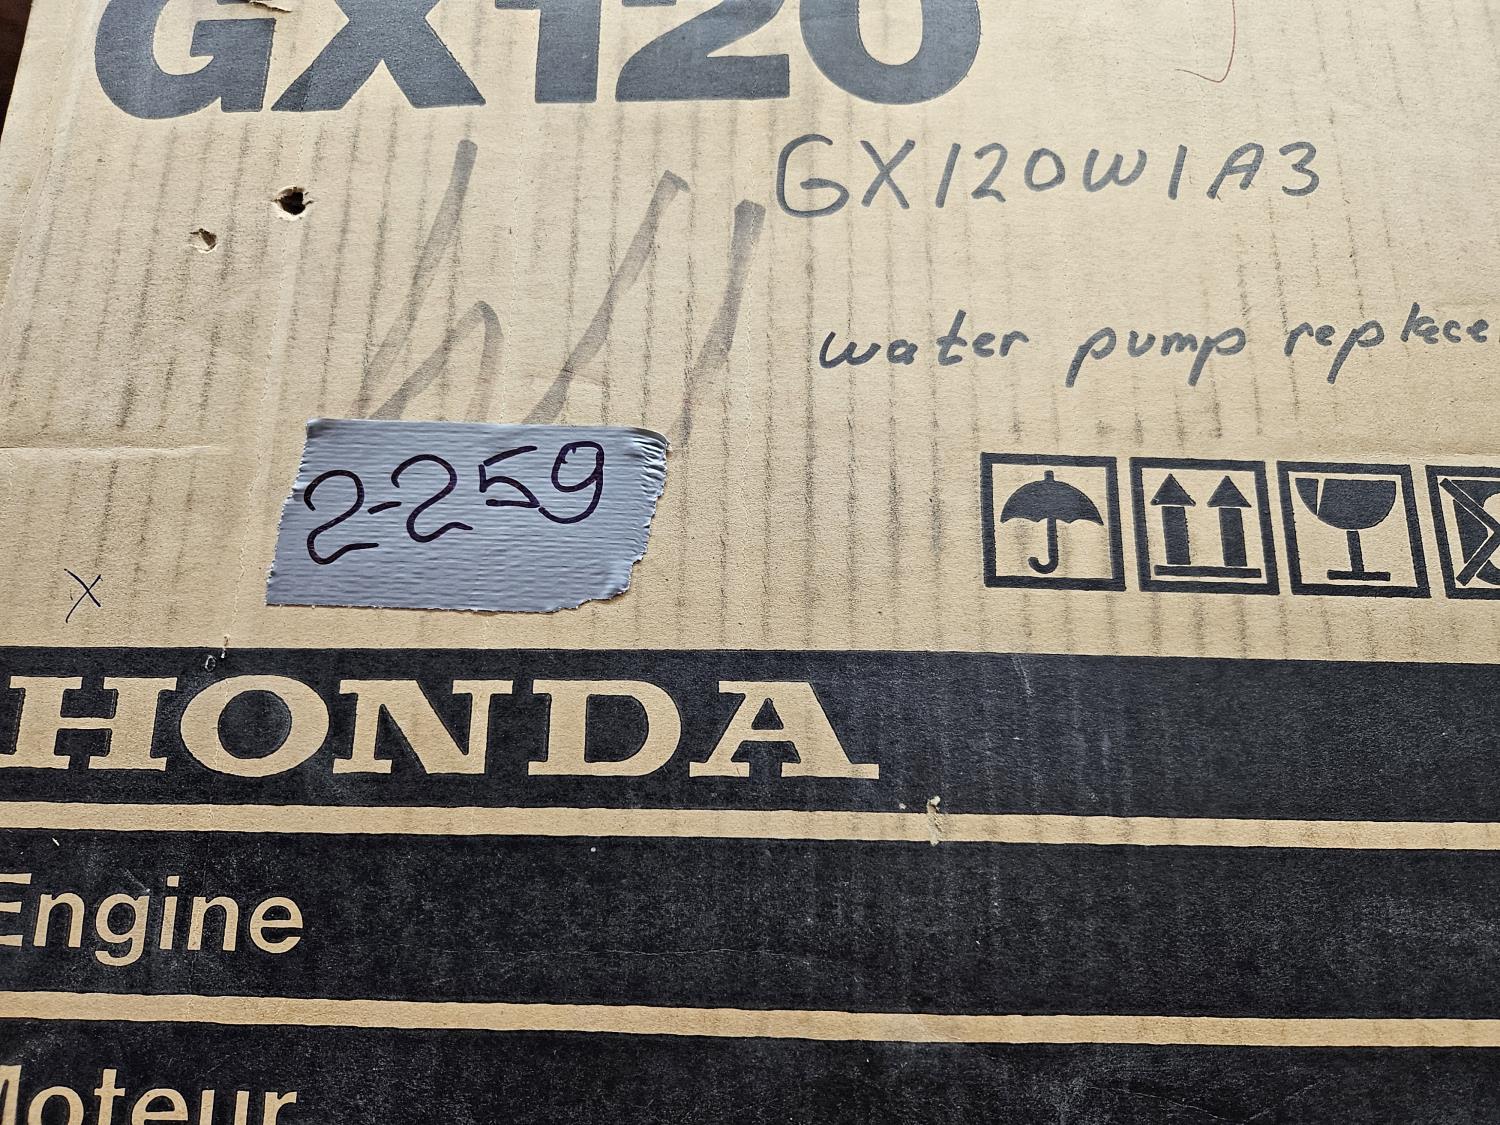 GX120
GX120W1A3
water pump replace
2-259
X
HONDA
Engine
Moteur